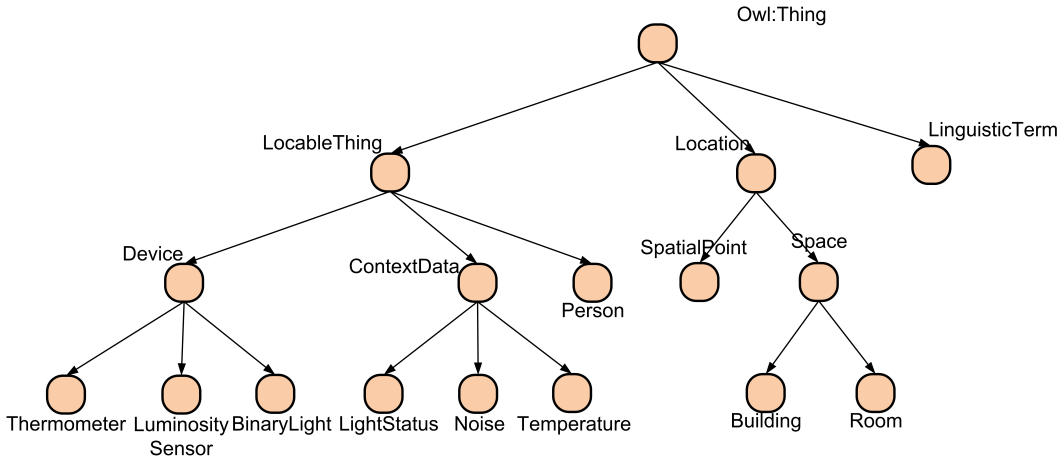 Owl:Thing
LinguisticTerm
LocableThing
Location
Device
ContextData
Person
SpatialPoint
Space
Thermometer
Luminosity
Sensor
BinaryLight
LightStatus
Noise
Temperature
Building
Room